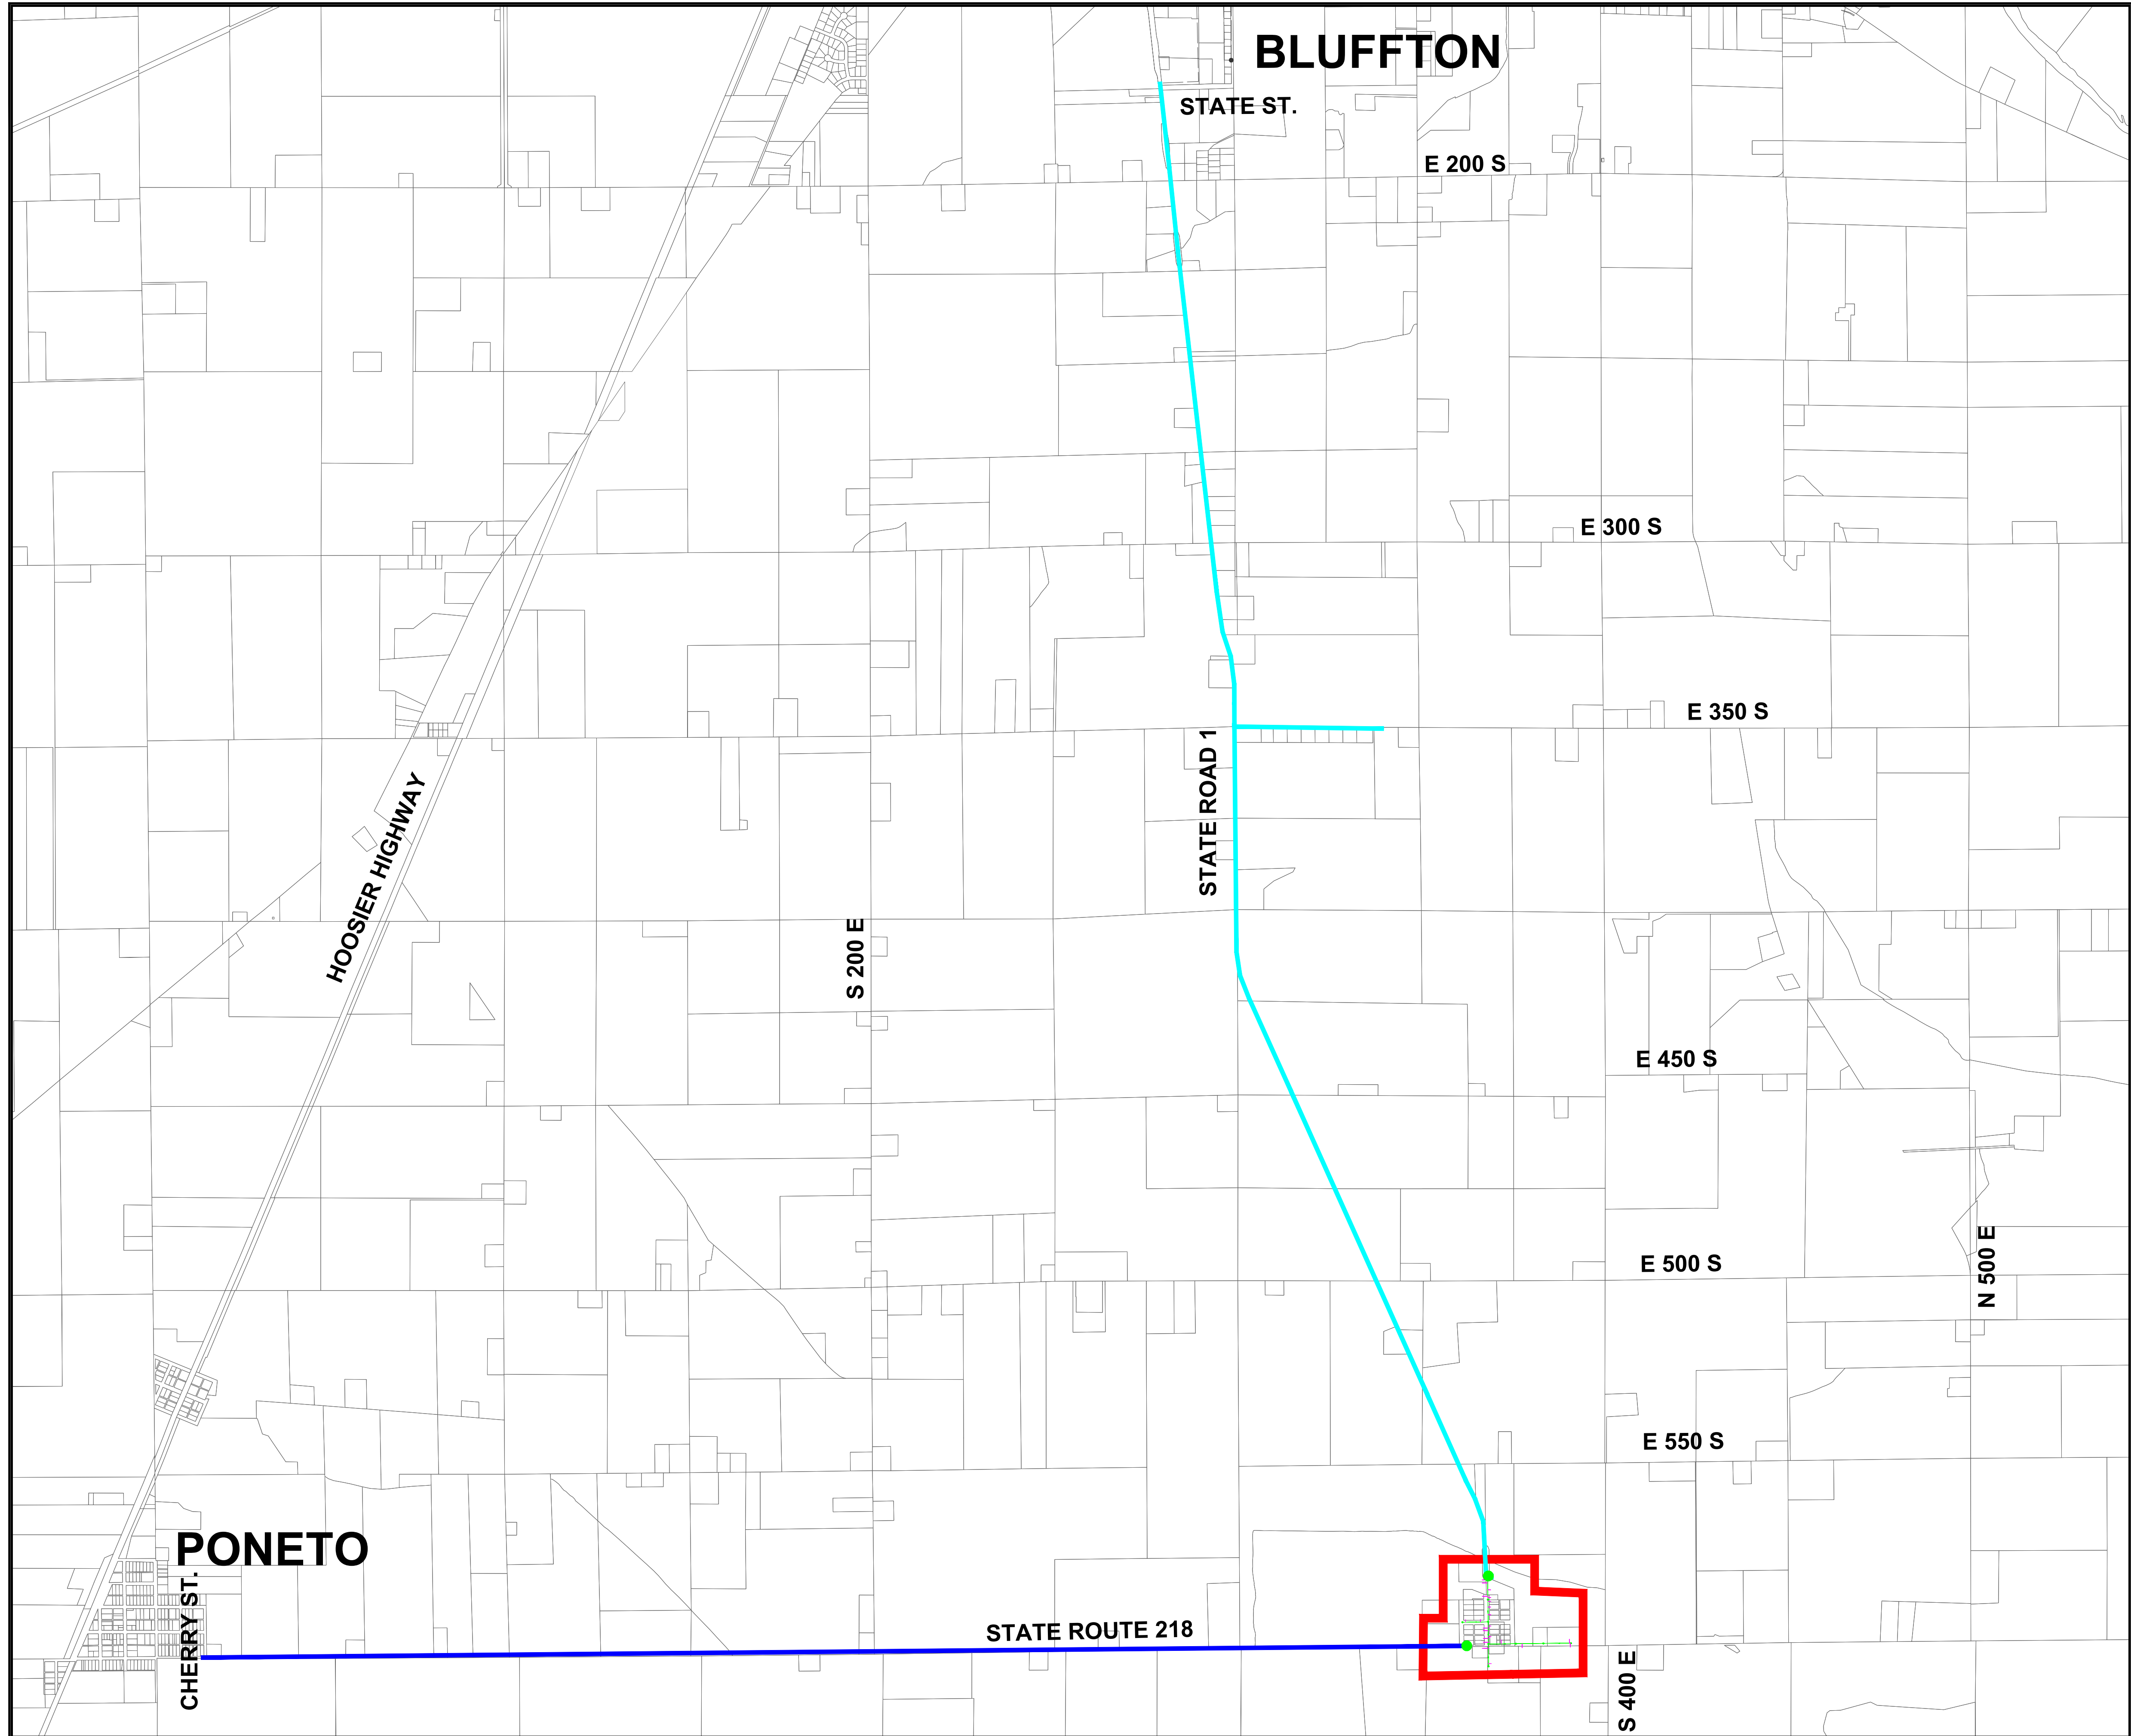 BLUFFTON
STATE ST.
E 200 S
E 300 S
E 350 S
STATE ROAD 1
HOOSIER HIGHWAY
S 200 E
E 450 S
E 500 S
N 500 E
E 550 S
PONETO
CHERRY ST.
STATE ROUTE 218
S 400 E